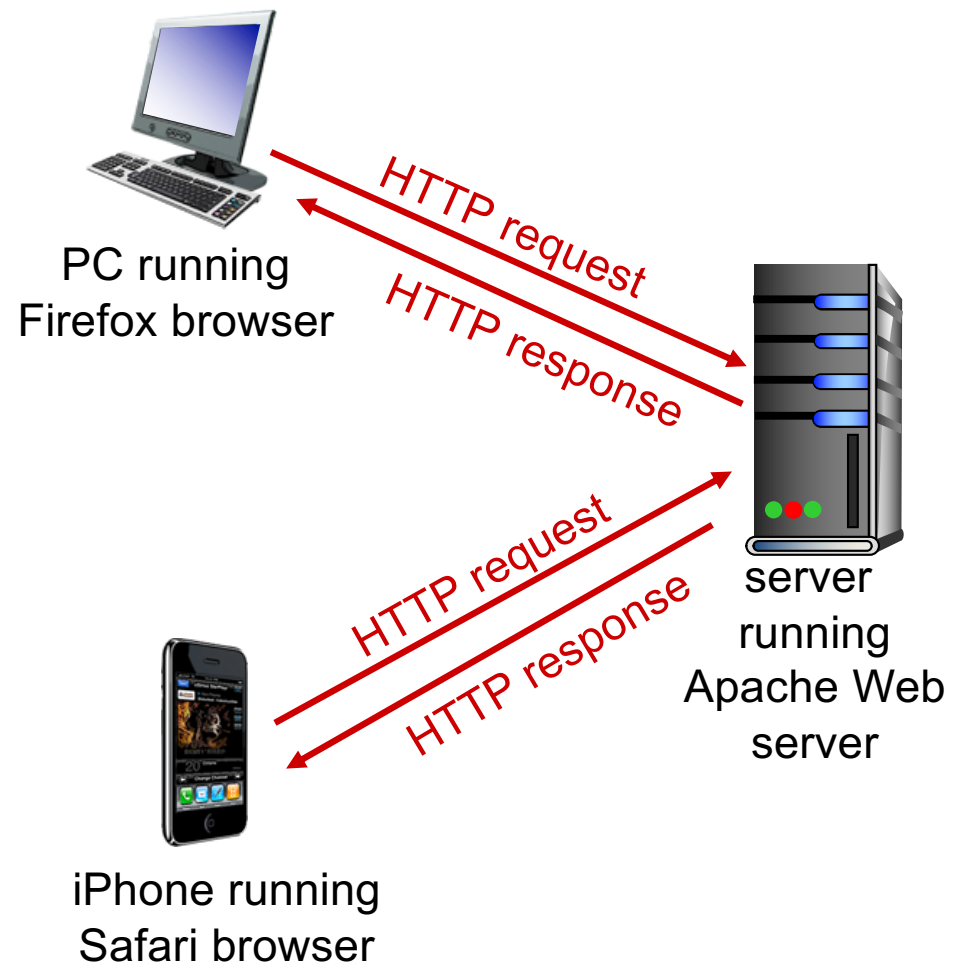 HTTP request
HTTP response
PC running
Firefox browser
HTTP request
HTTP response
server
running
Apache Web
server
iPhone running
Safari browser